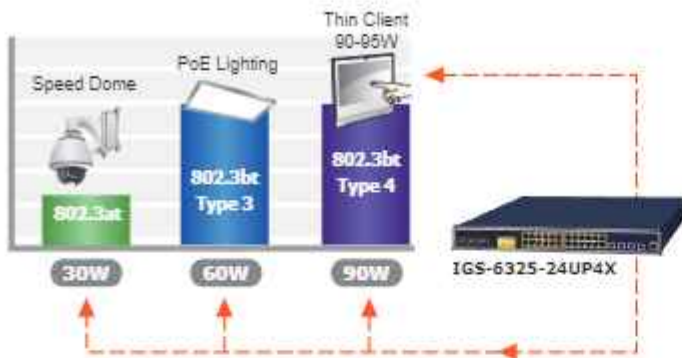 Thin Client
90-95W
PoE Lighting
Speed Dome
802.3bt
Type 3
802.3bt
Type 4
802.3at
30W
60W
90W
IGS-6325-24UP4X